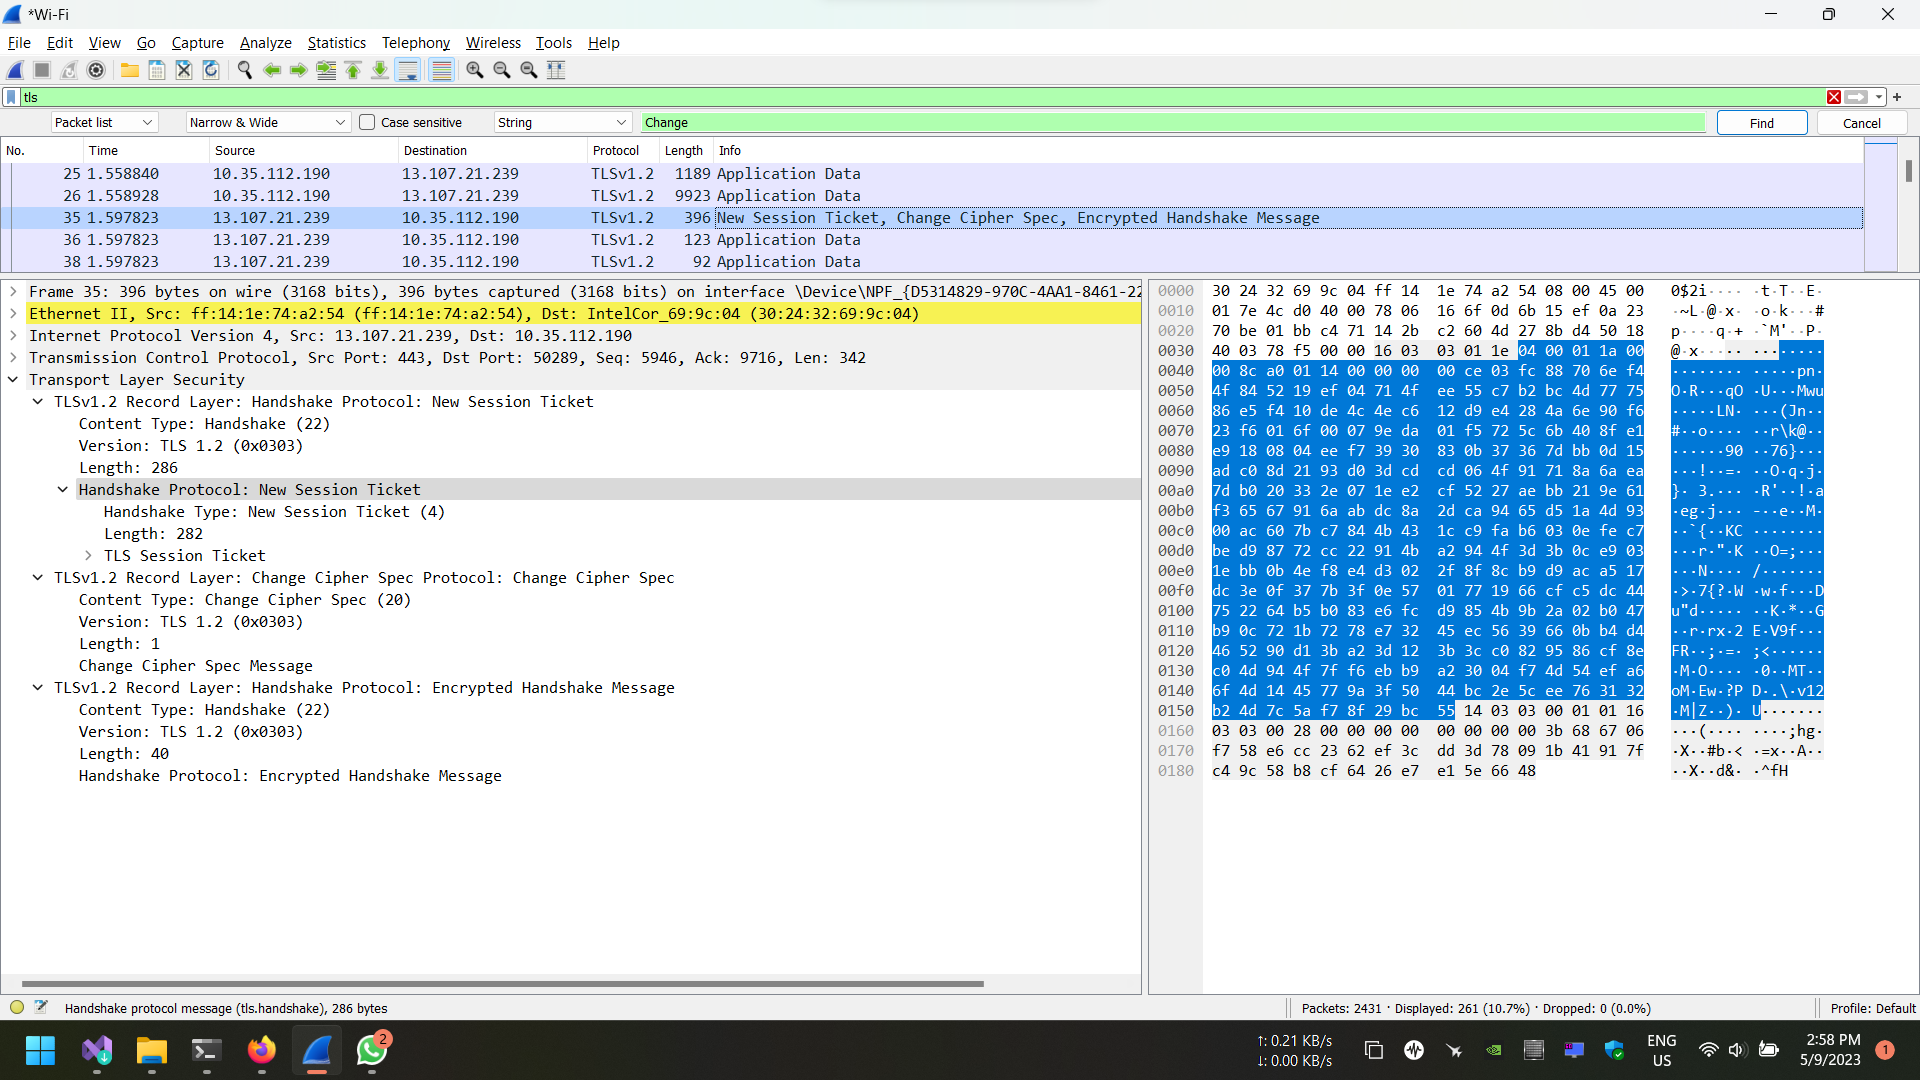 *Wi-Fi
File Edit View Go Capture Analyze Statistics Telephony Wireless Tools Help
tls
Packet list Narrow & Wide Case sensitive String Change Find Cancel
No. Time Source Destination Protocol Length Info
25 1.558840 10.35.112.190 13.107.21.239 TLSv1.2 1189 Application Data
26 1.558928 10.35.112.190 13.107.21.239 TLSv1.2 9923 Application Data
35 1.597823 13.107.21.239 10.35.112.190 TLSv1.2 396 New Session Ticket, Change Cipher Spec, Encrypted Handshake Message
36 1.597823 13.107.21.239 10.35.112.190 TLSv1.2 123 Application Data
38 1.597823 13.107.21.239 10.35.112.190 TLSv1.2 92 Application Data
Frame 35: 396 bytes on wire (3168 bits), 396 bytes captured (3168 bits) on interface \Device\NPF_{D5314829-970C-4AA1-8461-22
Ethernet II, Src: ff:14:1e:74:a2:54 (ff:14:1e:74:a2:54), Dst: IntelCor_69:9c:04 (30:24:32:69:9c:04)
Internet Protocol Version 4, Src: 13.107.21.239, Dst: 10.35.112.190
Transmission Control Protocol, Src Port: 443, Dst Port: 50289, Seq: 5946, Ack: 9716, Len: 342
Transport Layer Security
TLSv1.2 Record Layer: Handshake Protocol: New Session Ticket
Content Type: Handshake (22)
Version: TLS 1.2 (0x0303)
Length: 286
Handshake Protocol: New Session Ticket
Handshake Type: New Session Ticket (4)
Length: 282
TLS Session Ticket
TLSv1.2 Record Layer: Change Cipher Spec Protocol: Change Cipher Spec
Content Type: Change Cipher Spec (20)
Version: TLS 1.2 (0x0303)
Length: 1
Change Cipher Spec Message
TLSv1.2 Record Layer: Handshake Protocol: Encrypted Handshake Message
Content Type: Handshake (22)
Version: TLS 1.2 (0x0303)
Length: 40
Handshake Protocol: Encrypted Handshake Message
0000 30 24 32 69 9c 04 ff 14 1e 74 a2 54 08 00 45 00 0$2i···· ·t·T··E·
0010 01 7e 4c d0 40 00 78 06 16 6f 0d 6b 15 ef 0a 23 ·~L·@·x· ·o·k···#
0020 70 be 01 bb c4 71 14 2b c2 60 4d 27 8b d4 50 18 p····q·+ ·`M'··P·
0030 40 03 78 f5 00 00 16 03 03 01 1e 04 00 01 1a 00 @·x····· ········
0040 00 8c a0 01 14 00 00 00 00 ce 03 fc 88 70 6e f4 ········ ·····pn·
0050 4f 84 52 19 ef 04 71 4f ee 55 c7 b2 bc 4d 77 75 O·R···qO ·U···Mwu
0060 86 e5 f4 10 de 4c 4e c6 12 d9 e4 28 4a 6e 90 f6 ·····LN· ···(Jn··
0070 23 f6 01 6f 00 07 9e da 01 f5 72 5c 6b 40 8f e1 #··o···· ··r\k@··
0080 e9 18 08 04 ee f7 39 30 83 0b 37 36 7d bb 0d 15 ······90 ··76}···
0090 ad c0 8d 21 93 d0 3d cd cd 06 4f 91 71 8a 6a ea ···!··=· ··O·q·j·
00a0 7d b0 20 33 2e 07 1e e2 cf 52 27 ae bb 21 9e 61 }· 3.··· ·R'··!·a
00b0 f3 65 67 91 6a ab dc 8a 2d ca 94 65 d5 1a 4d 93 ·eg·j··· -··e··M·
00c0 00 ac 60 7b c7 84 4b 43 1c c9 fa b6 03 0e fe c7 ··`{··KC ········
00d0 be d9 87 72 cc 22 91 4b a2 94 4f 3d 3b 0c e9 03 ···r·"·K ··O=;···
00e0 1e bb 0b 4e f8 e4 d3 02 2f 8f 8c b9 d9 ac a5 17 ···N···· /·······
00f0 dc 3e 0f 37 7b 3f 0e 57 01 77 19 66 cf c5 dc 44 ·>·7{?·W ·w·f···D
0100 75 22 64 b5 b0 83 e6 fc d9 85 4b 9b 2a 02 b0 47 u"d····· ··K·*··G
0110 b9 0c 72 1b 72 78 e7 32 45 ec 56 39 66 0b b4 d4 ··r·rx·2 E·V9f···
0120 46 52 90 d1 3b a2 3d 12 3b 3c c0 82 95 86 cf 8e FR··;·=· ;<······
0130 c0 4d 94 4f 7f f6 eb b9 a2 30 04 f7 4d 54 ef a6 ·M·O···· ·0··MT··
0140 6f 4d 14 45 77 9a 3f 50 44 bc 2e 5c ee 76 31 32 oM·Ew·?P D·.\·v12
0150 b2 4d 7c 5a f7 8f 29 bc 55 14 03 03 00 01 01 16 ·M|Z··)· U·······
0160 03 03 00 28 00 00 00 00 00 00 00 00 3b 68 67 06 ···(···· ····;hg·
0170 f7 58 e6 cc 23 62 ef 3c dd 3d 78 09 1b 41 91 7f ·X··#b·< ·=x··A··
0180 c4 9c 58 b8 cf 64 26 e7 e1 5e 66 48 ··X··d&· ·^fH
Handshake protocol message (tls.handshake), 286 bytes Packets: 2431 · Displayed: 261 (10.7%) · Dropped: 0 (0.0%) Profile: Default
2
↑: 0.21 KB/s
↓: 0.00 KB/s
ENG
US
2:58 PM
5/9/2023
1